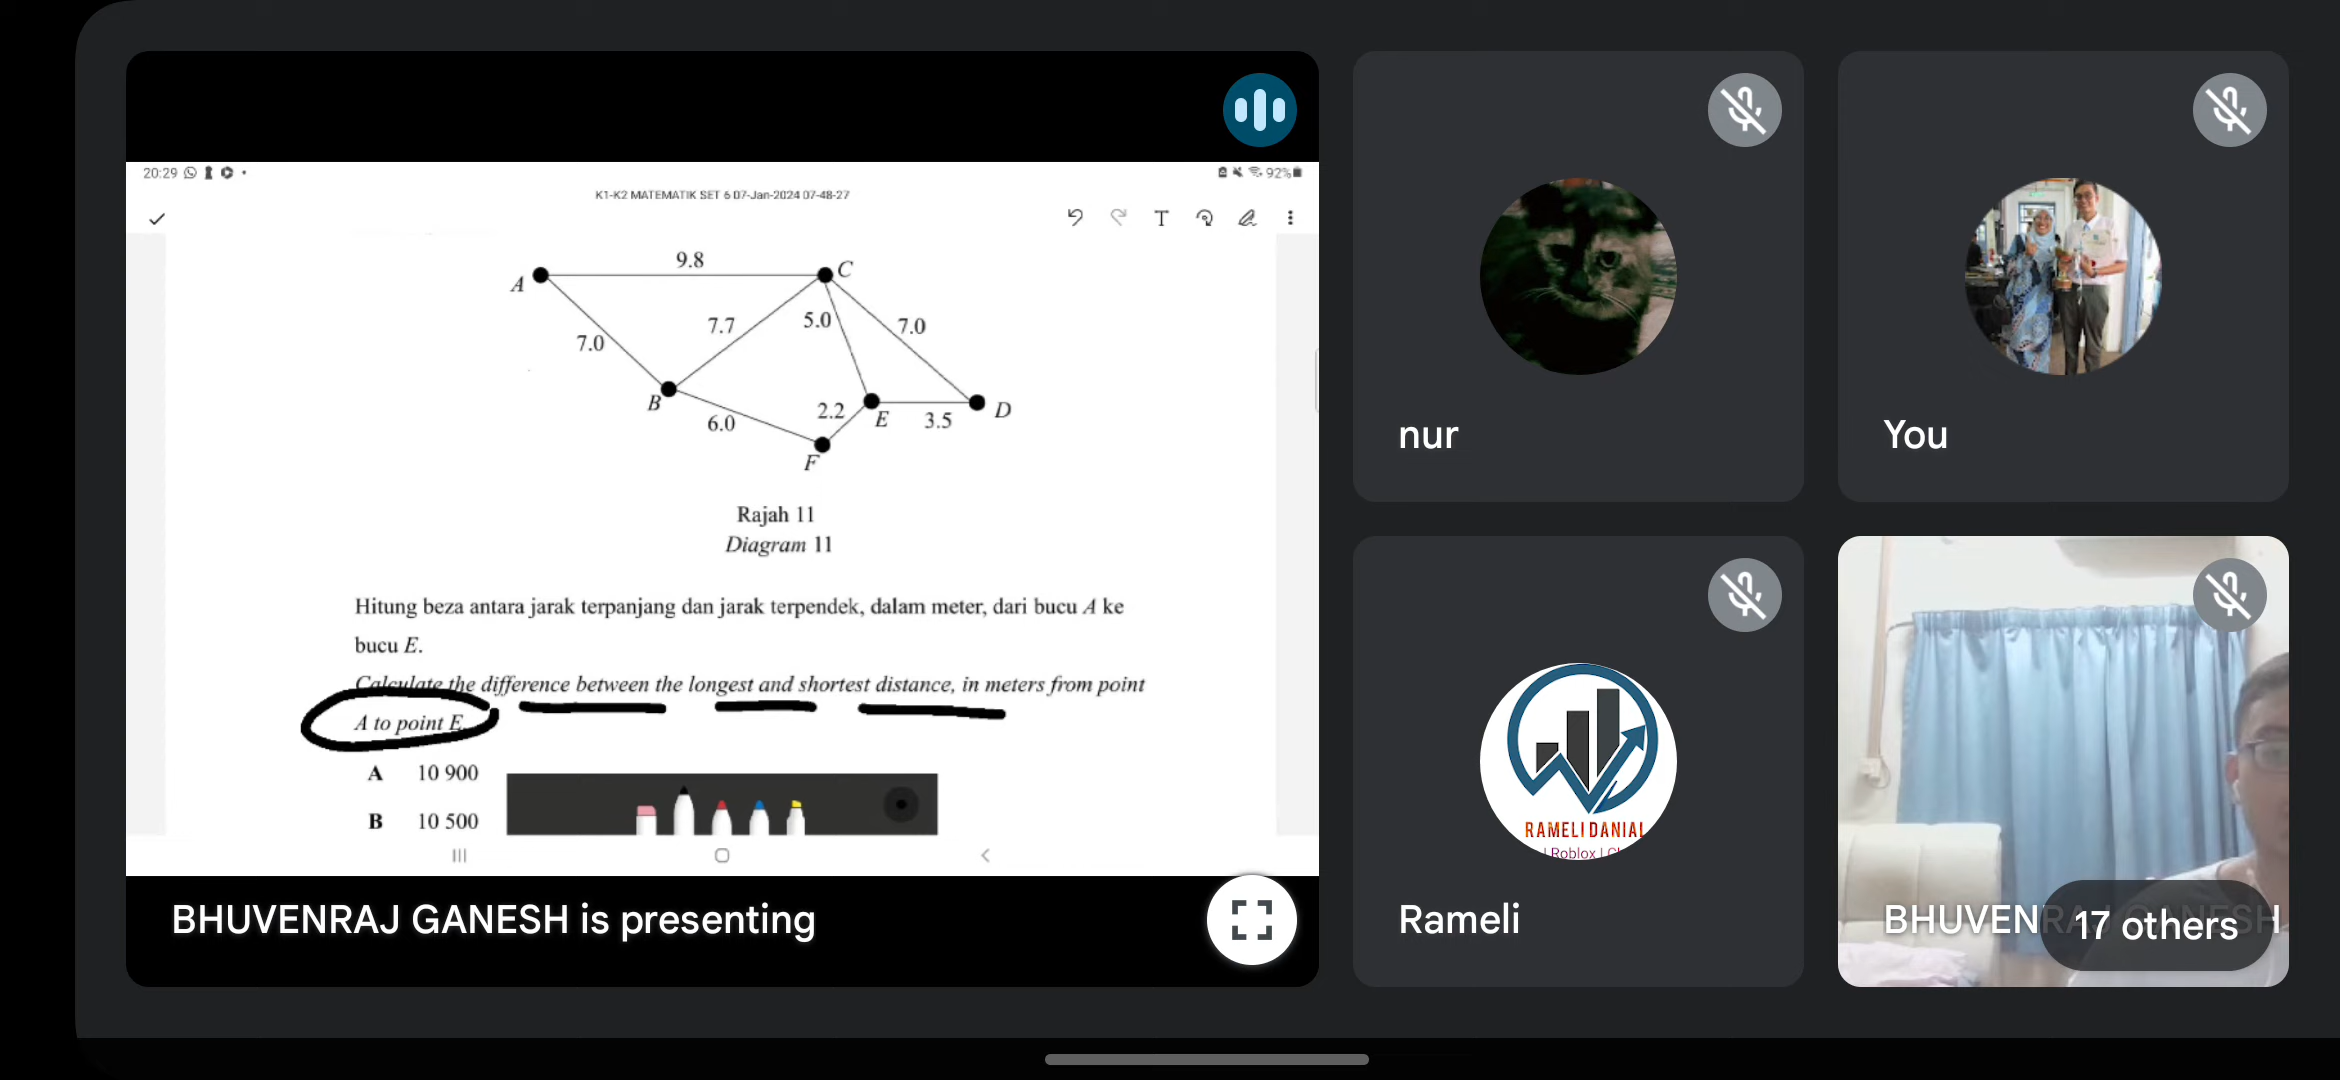 20:29
92%
K1-K2 MATEMATIK SET 6 07-Jan-2024 07-48-27
T
9.8
A
C
7.7
5.0
7.0
7.0
B
6.0
2.2
E
3.5
D
F
Rajah 11
Diagram 11
Hitung beza antara jarak terpanjang dan jarak terpendek, dalam meter, dari bucu A ke
bucu E.
Calculate the difference between the longest and shortest distance, in meters from point
A to point E
A 10 900
B 10 500
BHUVENRAJ GANESH is presenting
nur
You
RAMELI DANIAL
| Roblox |
Rameli
BHUVENRAJ GANESH
17 others